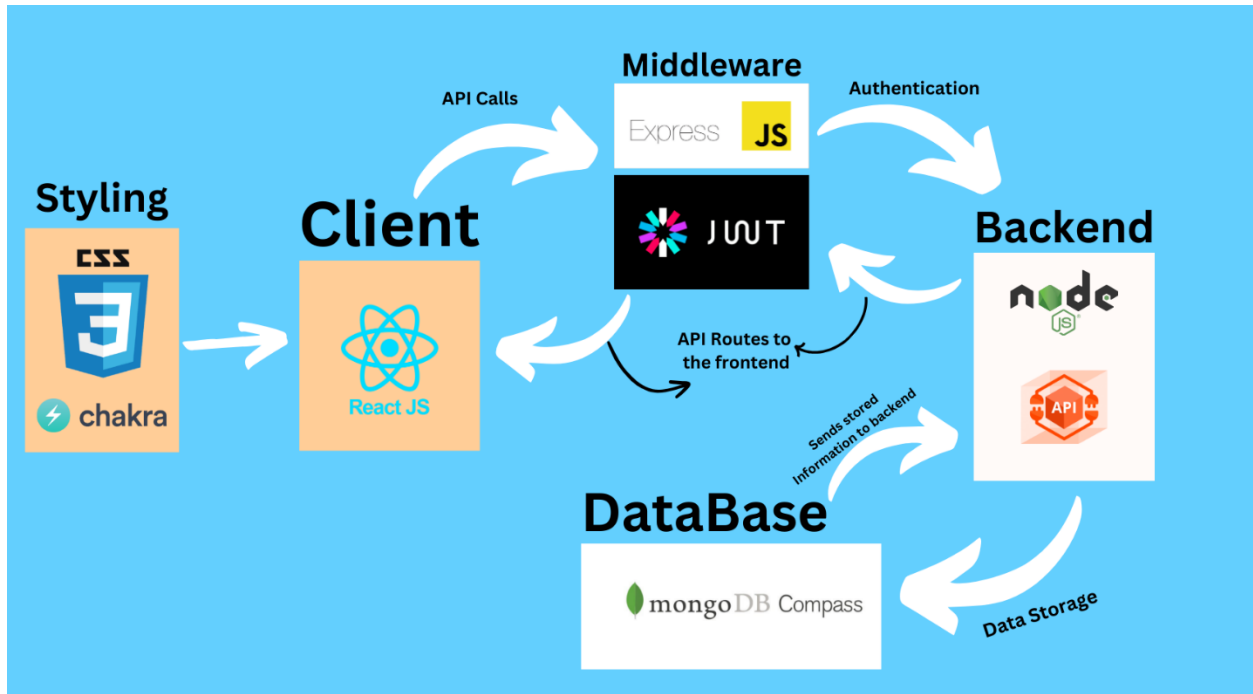 Styling
CSS
3
chakra
Client
React JS
API Calls
Middleware
Express
JS
JWT
Authentication
Backend
node
JS
API
API Routes to
the frontend
Sends stored
Information to backend
DataBase
mongoDB Compass
Data Storage